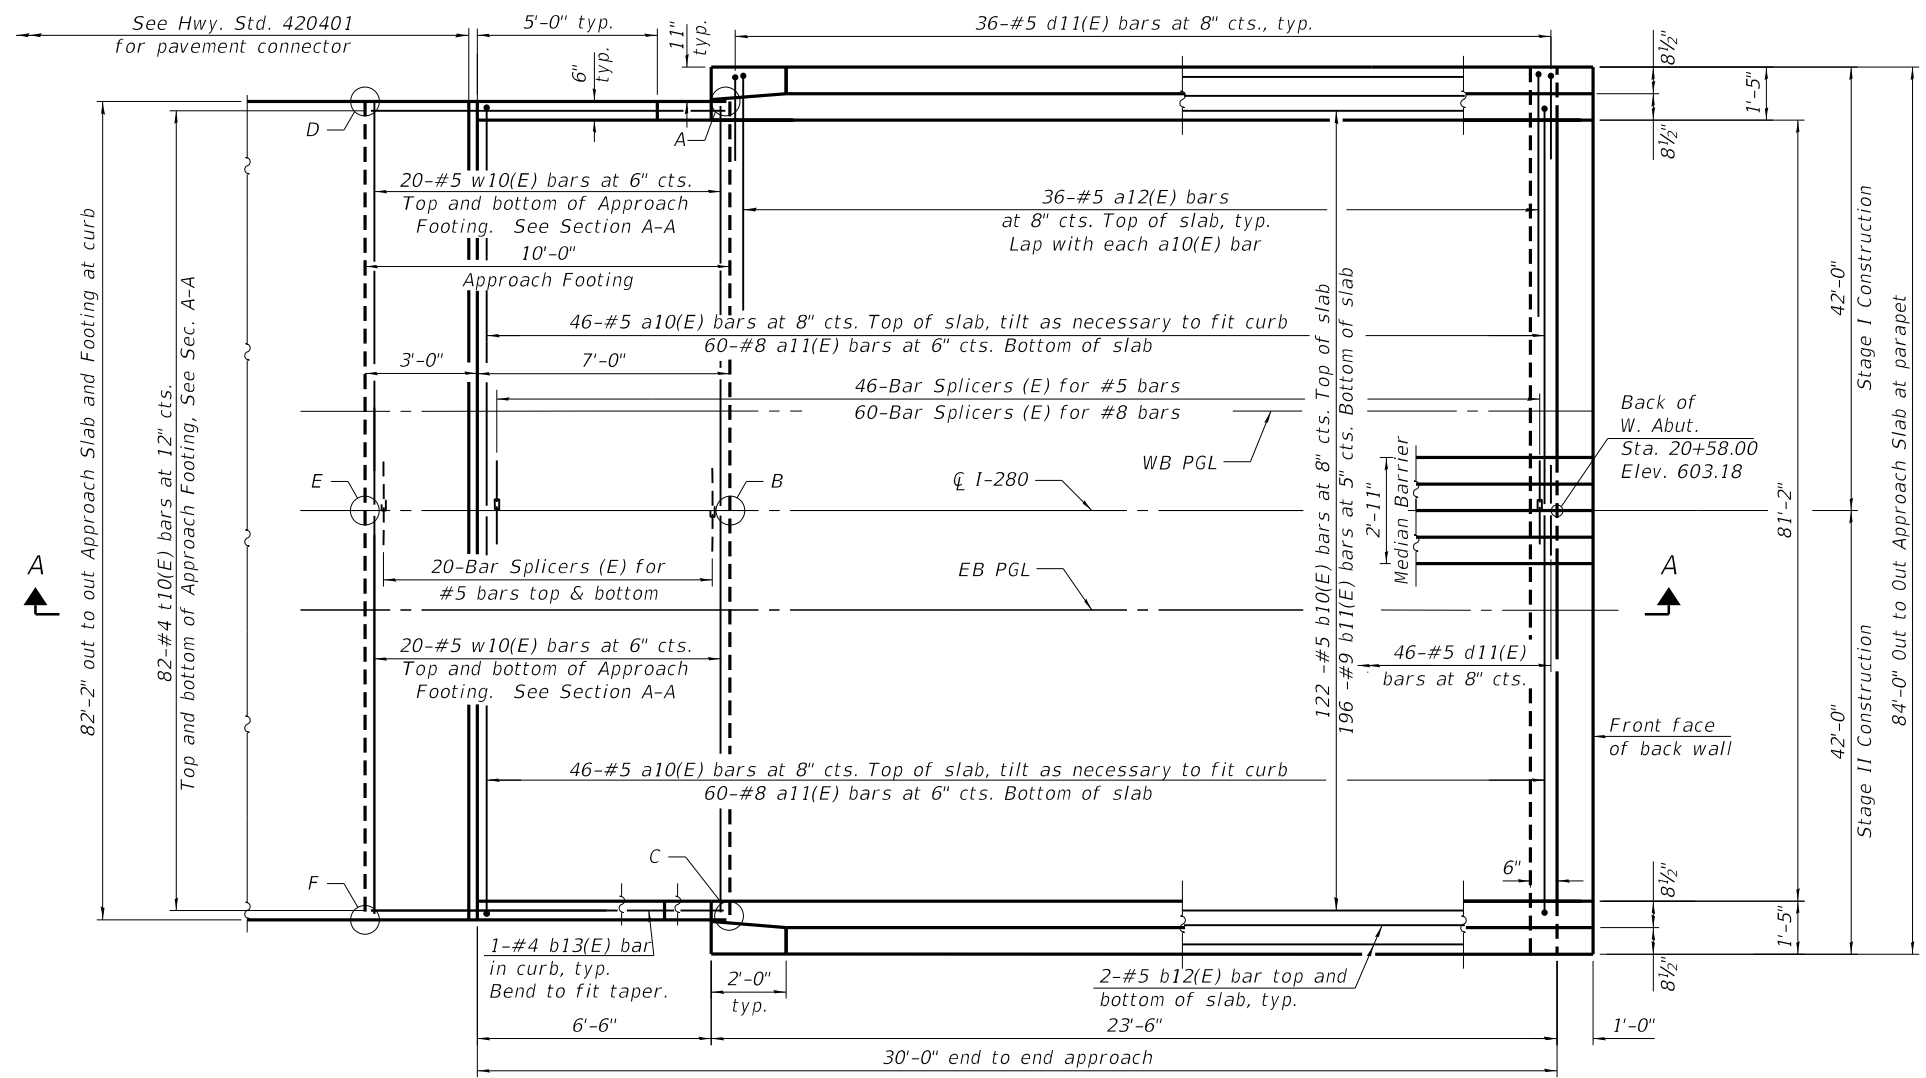 See Hwy. Std. 420401
for pavement connector
5'-0" typ.
11"
typ.
36-#5 d11(E) bars at 8" cts., typ.
8½"
6"
typ.
1'-5"
D
A
8½"
20-#5 w10(E) bars at 6" cts.
Top and bottom of Approach
Footing. See Section A-A
36-#5 a12(E) bars
at 8" cts. Top of slab, typ.
Lap with each a10(E) bar
10'-0"
Approach Footing
42'-0"
Stage I Construction
82'-2" out to out Approach Slab and Footing at curb
82-#4 t10(E) bars at 12" cts.
Top and bottom of Approach Footing, See Sec. A-A
46-#5 a10(E) bars at 8" cts. Top of slab, tilt as necessary to fit curb
60-#8 a11(E) bars at 6" cts. Bottom of slab
3'-0"
7'-0"
46-Bar Splicers (E) for #5 bars
60-Bar Splicers (E) for #8 bars
122 -#5 b10(E) bars at 8" cts. Top of slab
196 -#9 b11(E) bars at 5" cts. Bottom of slab
Back of
W. Abut.
Sta. 20+58.00
Elev. 603.18
WB PGL
E
B
℄ I-280
2'-11"
Median Barrier
81'-2"
84'-0" Out to Out Approach Slab at parapet
A
20-Bar Splicers (E) for
#5 bars top & bottom
EB PGL
A
20-#5 w10(E) bars at 6" cts.
Top and bottom of Approach
Footing. See Section A-A
46-#5 d11(E)
bars at 8" cts.
Front face
of back wall
42'-0"
Stage II Construction
46-#5 a10(E) bars at 8" cts. Top of slab, tilt as necessary to fit curb
60-#8 a11(E) bars at 6" cts. Bottom of slab
C
F
6"
8½"
1'-5"
8½"
1-#4 b13(E) bar
in curb, typ.
Bend to fit taper.
2'-0"
typ.
2-#5 b12(E) bar top and
bottom of slab, typ.
6'-6"
23'-6"
1'-0"
30'-0" end to end approach